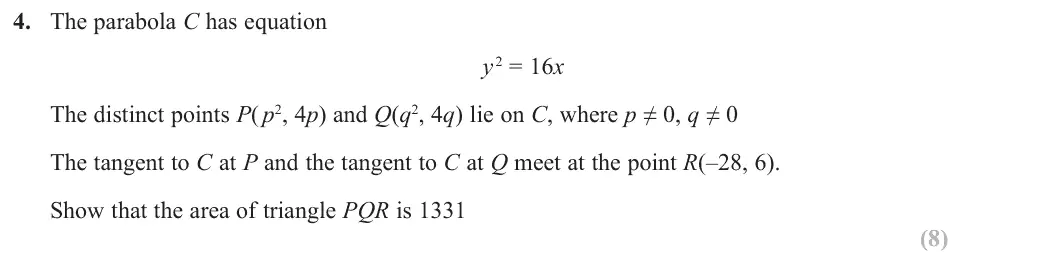 4. The parabola C has equation
y² = 16x
The distinct points P(p², 4p) and Q(q², 4q) lie on C, where p ≠ 0, q ≠ 0
The tangent to C at P and the tangent to C at Q meet at the point R(–28, 6).
Show that the area of triangle PQR is 1331
(8)